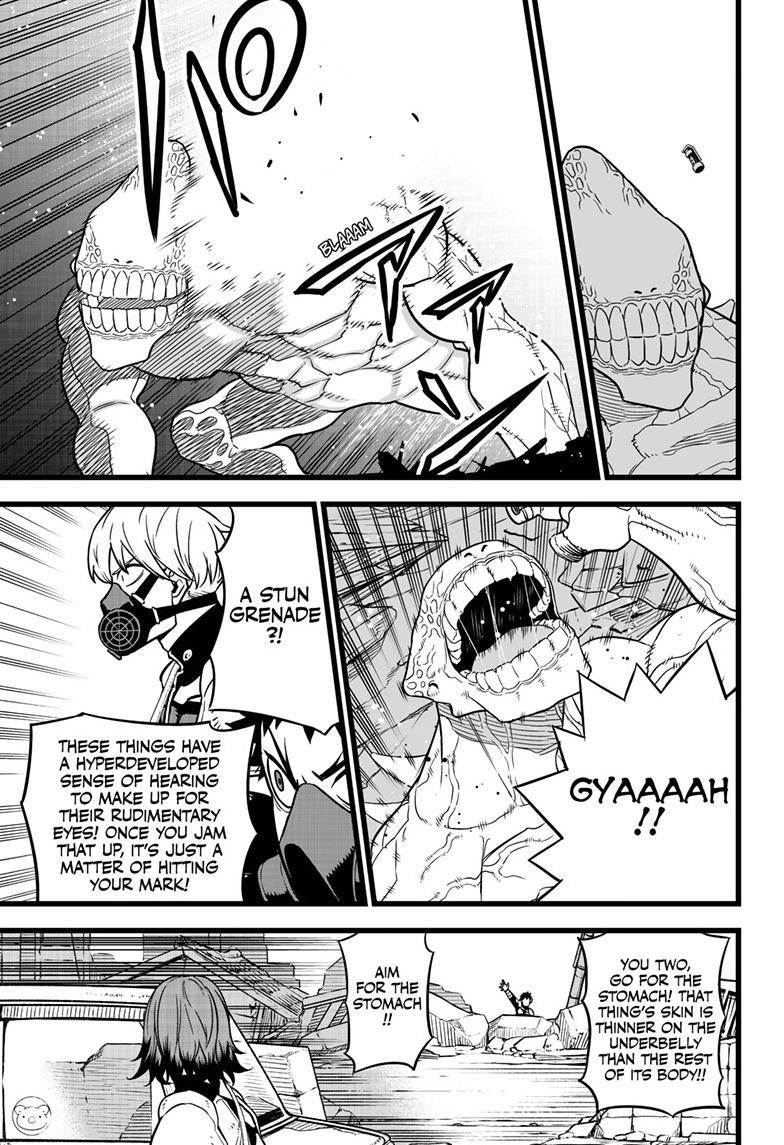 BLAAAM
GYAAAAH
!!
A STUN
GRENADE
?!
THESE THINGS HAVE
A HYPERDEVELOPED
SENSE OF HEARING
TO MAKE UP FOR
THEIR RUDIMENTARY
EYES! ONCE YOU JAM
THAT UP, IT'S JUST A
MATTER OF HITTING
YOUR MARK!
YOU TWO,
GO FOR THE
STOMACH! THAT
THING'S SKIN IS
THINNER ON THE
UNDERBELLY
THAN THE REST
OF ITS BODY!!
AIM
FOR THE
STOMACH
!!